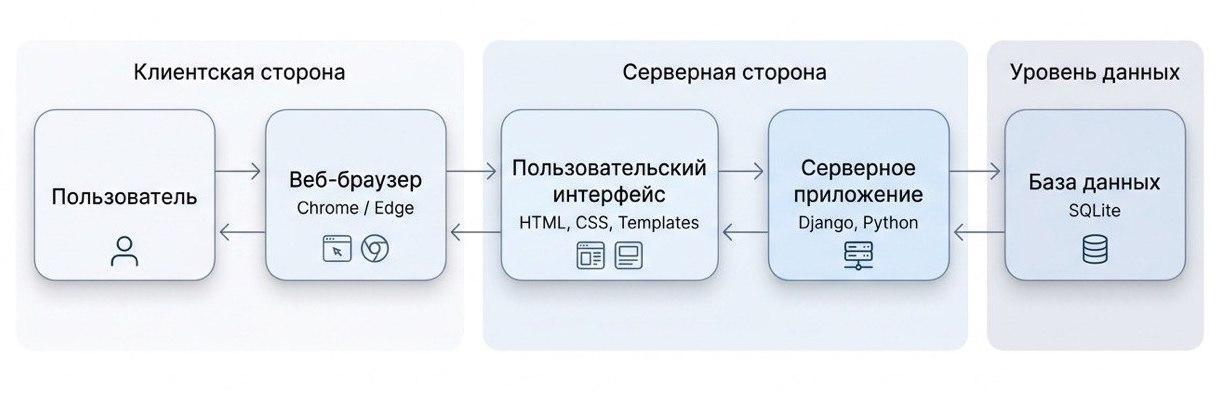 Клиентская сторона
Серверная сторона
Уровень данных
Пользователь
Веб-браузер
Chrome / Edge
Пользовательский
интерфейс
HTML, CSS, Templates
Серверное
приложение
Django, Python
База данных
SQLite